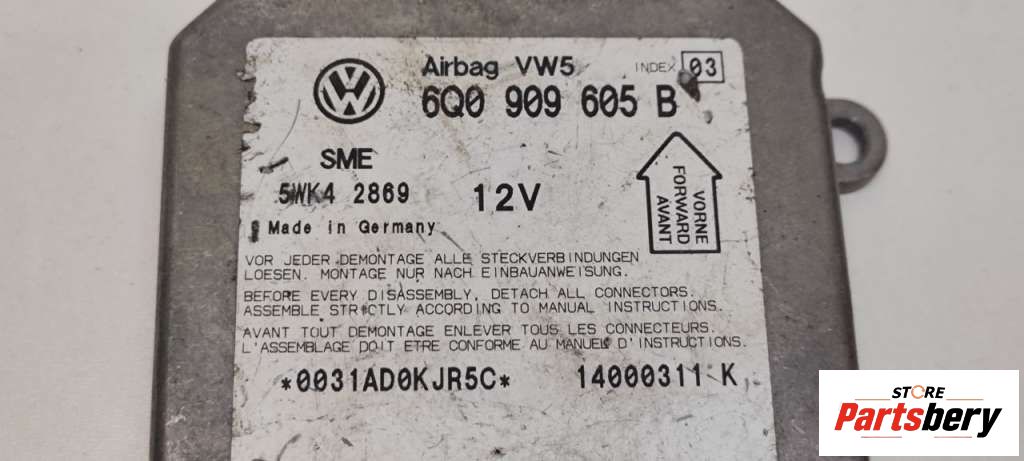 Airbag VW5 INDEX 03
6Q0 909 605 B
SME
5WK4 2869 12V
Made in Germany
VORNE
FORWARD
AVANT
VOR JEDER DEMONTAGE ALLE STECKVERBINDUNGEN
LOESEN. MONTAGE NUR NACH EINBAUANWEISUNG.
BEFORE EVERY DISASSEMBLY, DETACH ALL CONNECTORS.
ASSEMBLE STRICTLY ACCORDING TO MANUAL INSTRUCTIONS.
AVANT TOUT DEMONTAGE ENLEVER TOUS LES CONNECTEURS.
L'ASSEMBLAGE DOIT ETRE CONFORME AU MANUEL D'INSTRUCTIONS.
*0031AD0KJR5C* 14000311 K
STORE
Partsbery